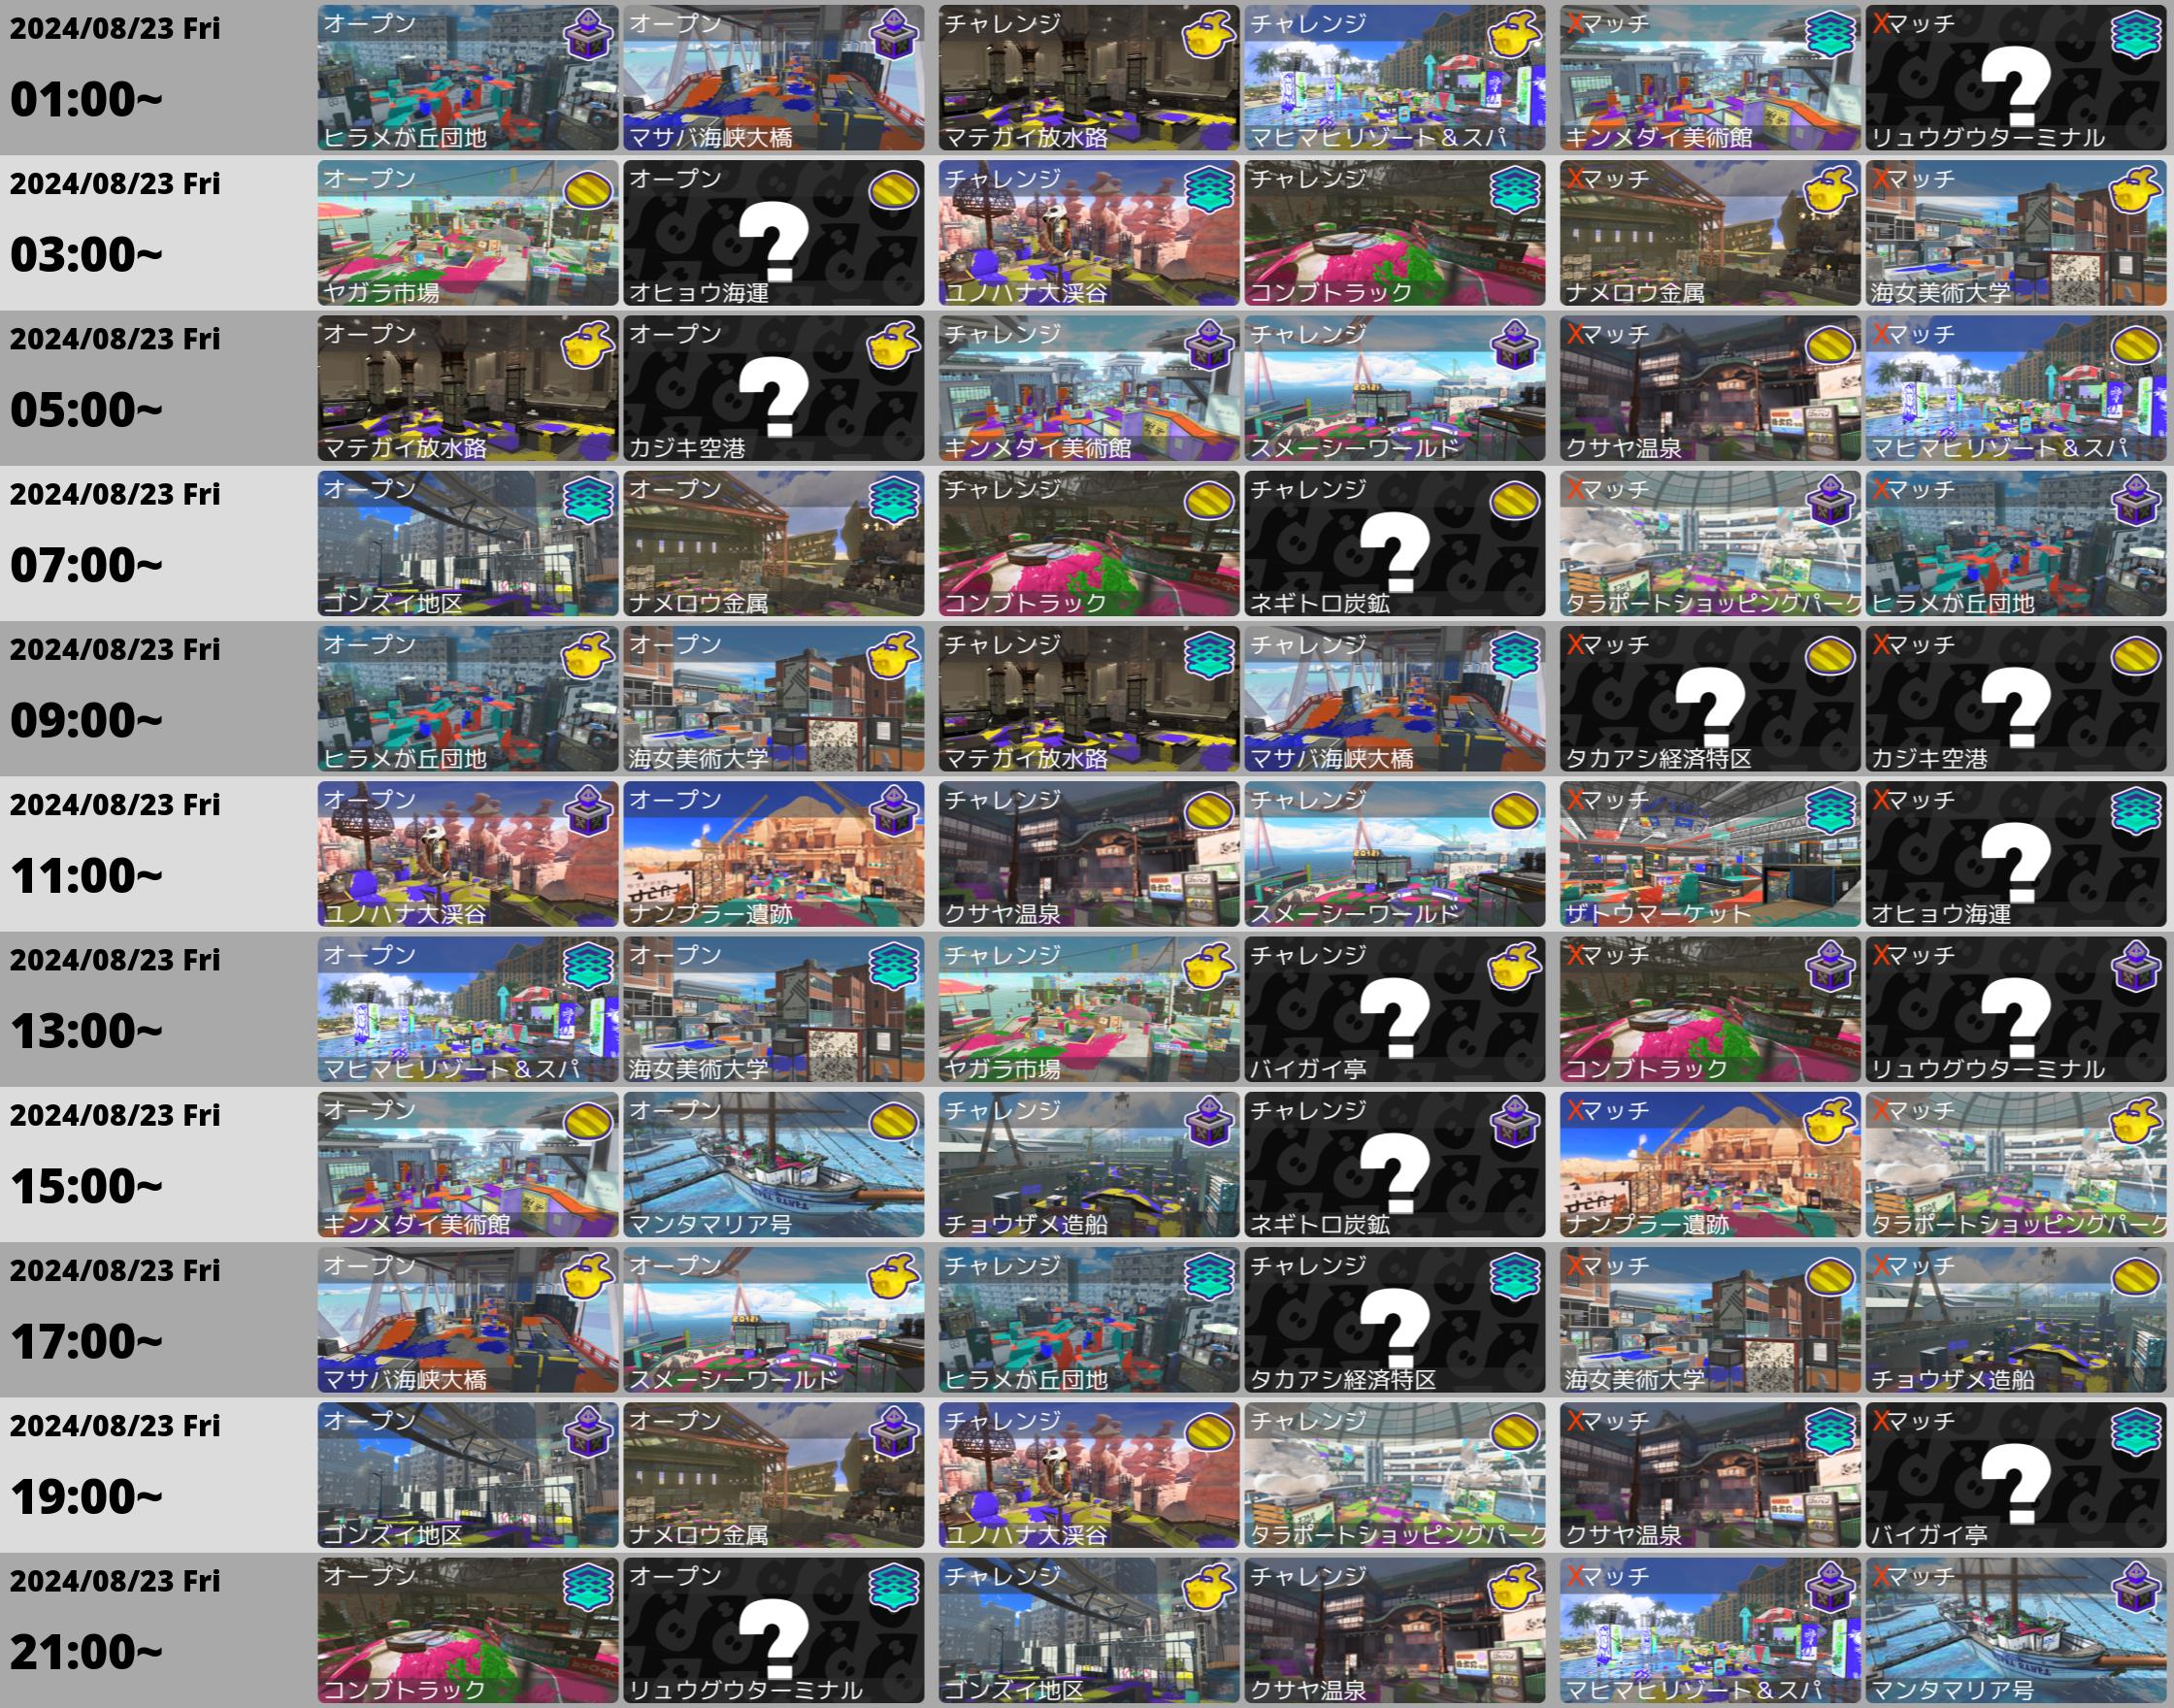 2024/08/23 Fri
01:00~
オープン
ヒラメが丘団地
オープン
マサバ海峡大橋
チャレンジ
マテガイ放水路
チャレンジ
マヒマヒリゾート&スパ
Xマッチ
キンメダイ美術館
Xマッチ
?
リュウグウターミナル
2024/08/23 Fri
03:00~
オープン
ヤガラ市場
オープン
?
オヒョウ海運
チャレンジ
ユノハナ大渓谷
チャレンジ
コンブトラック
Xマッチ
ナメロウ金属
Xマッチ
海女美術大学
2024/08/23 Fri
05:00~
オープン
マテガイ放水路
オープン
?
カジキ空港
チャレンジ
キンメダイ美術館
チャレンジ
スメーシーワールド
Xマッチ
クサヤ温泉
Xマッチ
マヒマヒリゾート&スパ
2024/08/23 Fri
07:00~
オープン
ゴンズイ地区
オープン
ナメロウ金属
チャレンジ
コンブトラック
チャレンジ
?
ネギトロ炭鉱
Xマッチ
タラポートショッピングパーク
Xマッチ
ヒラメが丘団地
2024/08/23 Fri
09:00~
オープン
ヒラメが丘団地
オープン
海女美術大学
チャレンジ
マテガイ放水路
チャレンジ
マサバ海峡大橋
Xマッチ
?
タカアシ経済特区
Xマッチ
?
カジキ空港
2024/08/23 Fri
11:00~
オープン
ユノハナ大渓谷
オープン
ナンプラー遺跡
チャレンジ
クサヤ温泉
チャレンジ
スメーシーワールド
Xマッチ
ザトウマーケット
Xマッチ
?
オヒョウ海運
2024/08/23 Fri
13:00~
オープン
マヒマヒリゾート&スパ
オープン
海女美術大学
チャレンジ
ヤガラ市場
チャレンジ
?
バイガイ亭
Xマッチ
コンブトラック
Xマッチ
?
リュウグウターミナル
2024/08/23 Fri
15:00~
オープン
キンメダイ美術館
オープン
マンタマリア号
チャレンジ
チョウザメ造船
チャレンジ
?
ネギトロ炭鉱
Xマッチ
ナンプラー遺跡
Xマッチ
タラポートショッピングパーク
2024/08/23 Fri
17:00~
オープン
マサバ海峡大橋
オープン
スメーシーワールド
チャレンジ
ヒラメが丘団地
チャレンジ
?
タカアシ経済特区
Xマッチ
海女美術大学
Xマッチ
チョウザメ造船
2024/08/23 Fri
19:00~
オープン
ゴンズイ地区
オープン
ナメロウ金属
チャレンジ
ユノハナ大渓谷
チャレンジ
タラポートショッピングパーク
Xマッチ
クサヤ温泉
Xマッチ
?
バイガイ亭
2024/08/23 Fri
21:00~
オープン
コンブトラック
オープン
?
リュウグウターミナル
チャレンジ
ゴンズイ地区
チャレンジ
クサヤ温泉
Xマッチ
マヒマヒリゾート&スパ
Xマッチ
マンタマリア号